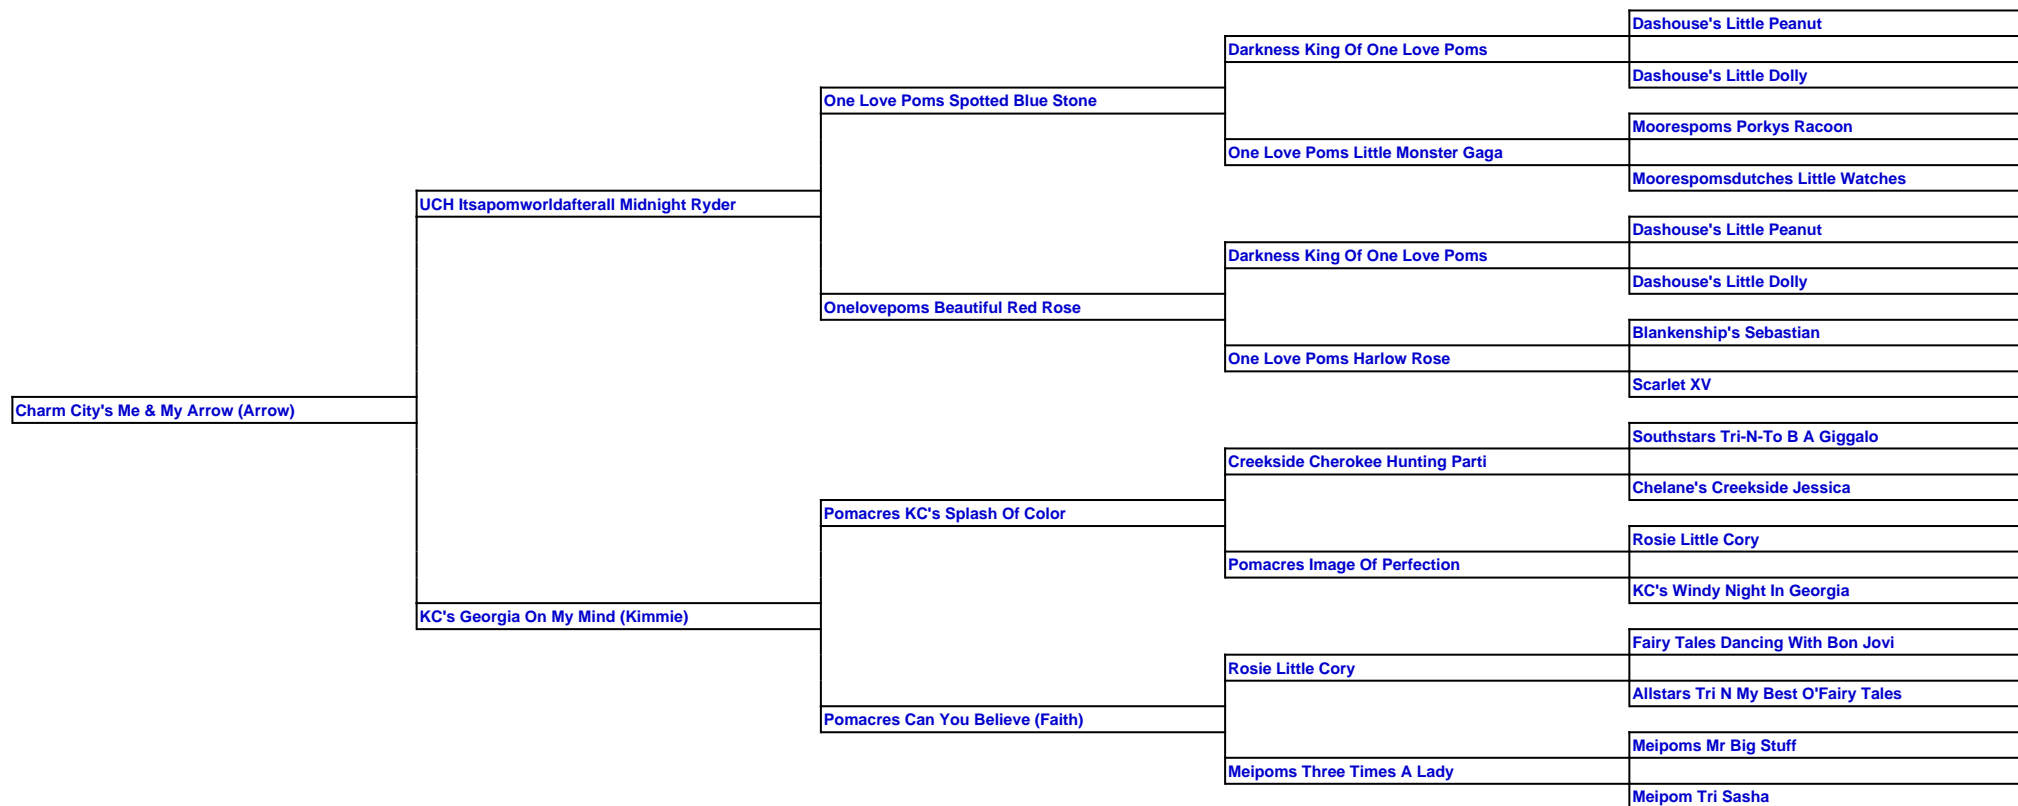 Dashouse's Little Peanut
Darkness King Of One Love Poms
Dashouse's Little Dolly
One Love Poms Spotted Blue Stone
Moorespoms Porkys Racoon
One Love Poms Little Monster Gaga
Moorespomsdutches Little Watches
UCH Itsapomworldafterall Midnight Ryder
Dashouse's Little Peanut
Darkness King Of One Love Poms
Dashouse's Little Dolly
Onelovepoms Beautiful Red Rose
Blankenship's Sebastian
One Love Poms Harlow Rose
Scarlet XV
Charm City's Me & My Arrow (Arrow)
Southstars Tri-N-To B A Giggalo
Creekside Cherokee Hunting Parti
Chelane's Creekside Jessica
Pomacres KC's Splash Of Color
Rosie Little Cory
Pomacres Image Of Perfection
KC's Windy Night In Georgia
KC's Georgia On My Mind (Kimmie)
Fairy Tales Dancing With Bon Jovi
Rosie Little Cory
Allstars Tri N My Best O'Fairy Tales
Pomacres Can You Believe (Faith)
Meipoms Mr Big Stuff
Meipoms Three Times A Lady
Meipom Tri Sasha